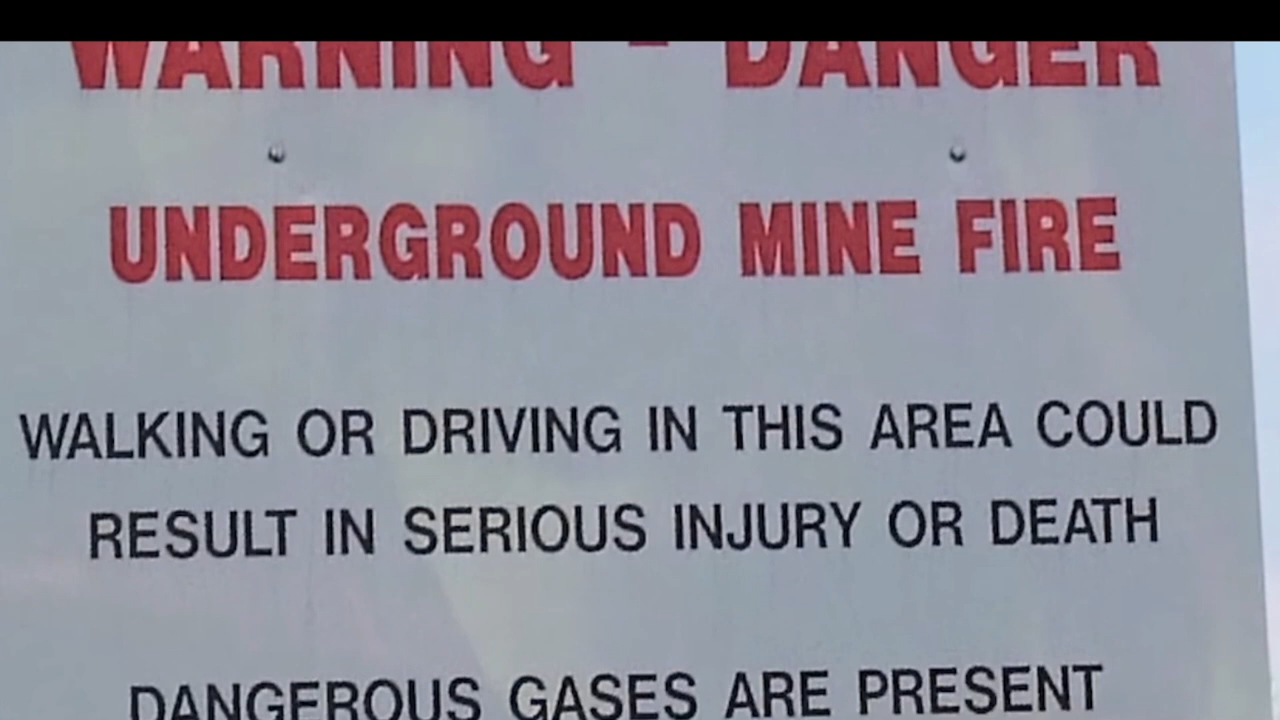 WARNING - DANGER
UNDERGROUND MINE FIRE
WALKING OR DRIVING IN THIS AREA COULD
RESULT IN SERIOUS INJURY OR DEATH
DANGEROUS GASES ARE PRESENT